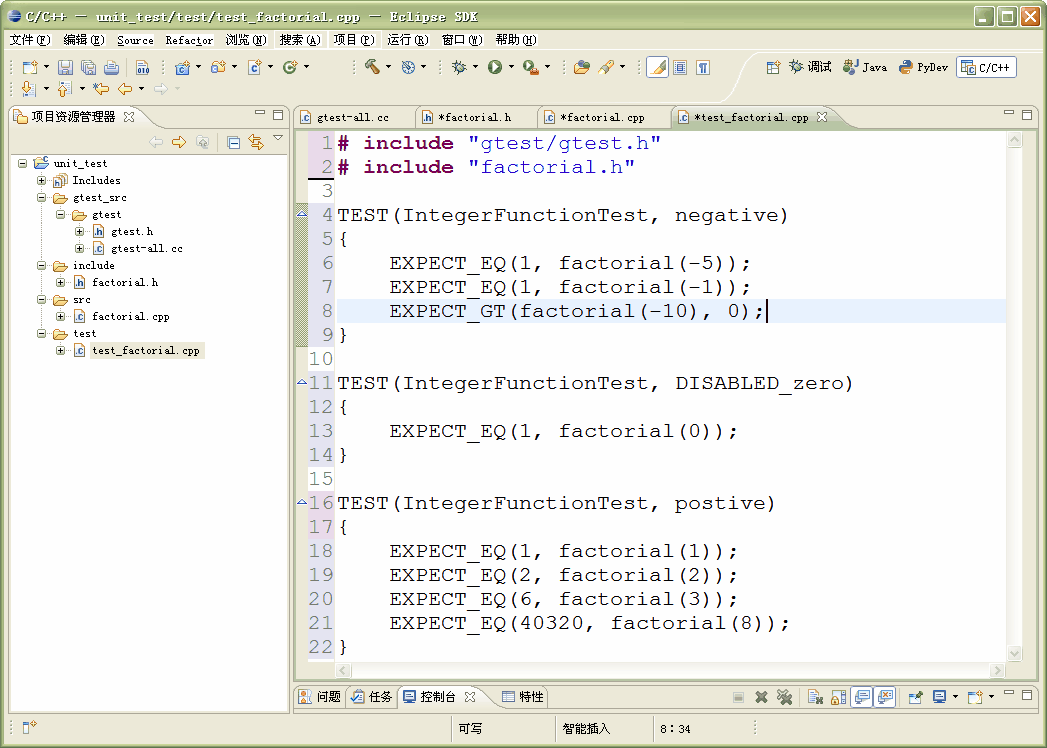 C/C++ — unit_test/test/test_factorial.cpp — Eclipse SDK
文件(F) 编辑(E) Source Refactor 浏览(N) 搜索(A) 项目(P) 运行(R) 窗口(W) 帮助(H)
调试 Java PyDev C/C++
项目资源管理器
unit_test
Includes
gtest_src
gtest
gtest.h
gtest-all.cc
include
factorial.h
src
factorial.cpp
test
test_factorial.cpp
gtest-all.cc *factorial.h *factorial.cpp *test_factorial.cpp
1 # include "gtest/gtest.h"
2 # include "factorial.h"
3
4 TEST(IntegerFunctionTest, negative)
5 {
6 EXPECT_EQ(1, factorial(-5));
7 EXPECT_EQ(1, factorial(-1));
8 EXPECT_GT(factorial(-10), 0);
9 }
10
11 TEST(IntegerFunctionTest, DISABLED_zero)
12 {
13 EXPECT_EQ(1, factorial(0));
14 }
15
16 TEST(IntegerFunctionTest, postive)
17 {
18 EXPECT_EQ(1, factorial(1));
19 EXPECT_EQ(2, factorial(2));
20 EXPECT_EQ(6, factorial(3));
21 EXPECT_EQ(40320, factorial(8));
22 }
问题 任务 控制台 特性
可写 智能插入 8:34